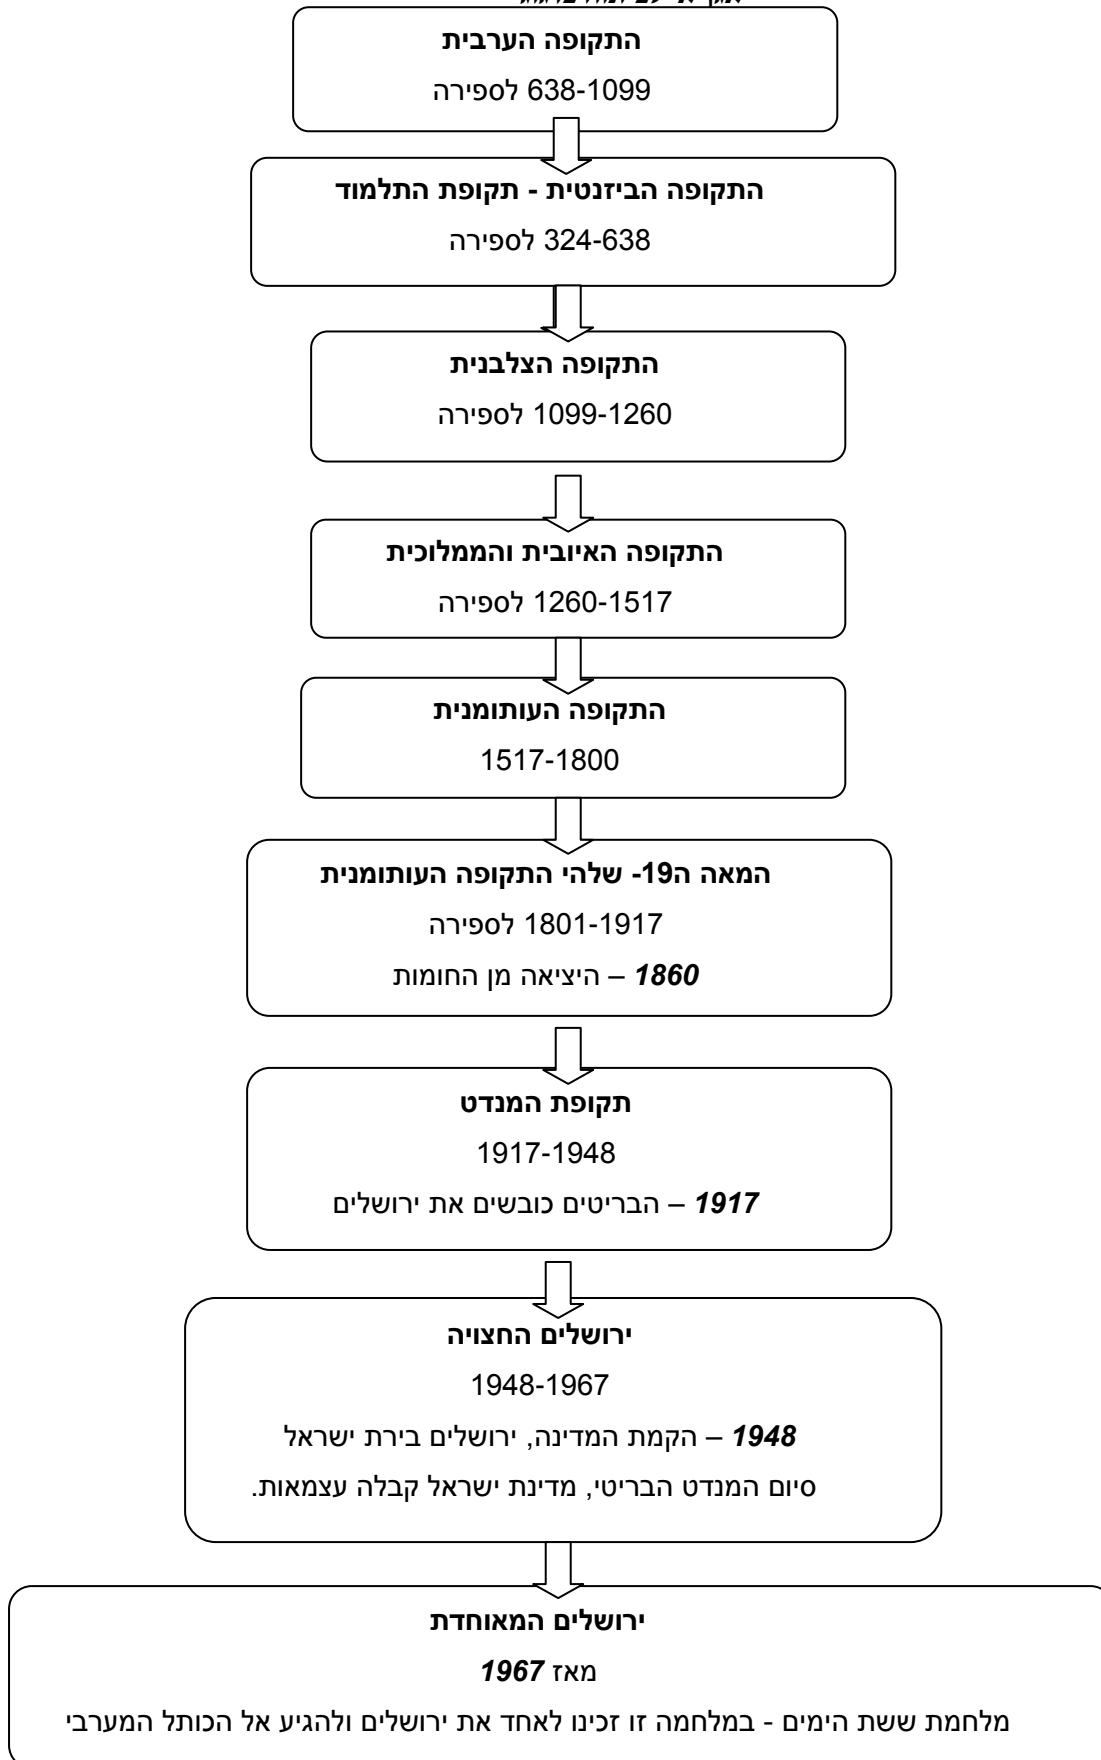 התקופה הערבית
638-1099 לספירה
התקופה הביזנטית - תקופת התלמוד
324-638 לספירה
התקופה הצלבנית
1099-1260 לספירה
התקופה האיובית והממלוכית
1260-1517 לספירה
התקופה העותומנית
1517-1800
המאה ה19- שלהי התקופה העותומנית
1801-1917 לספירה
1860 – היציאה מן החומות
תקופת המנדט
1917-1948
1917 – הבריטים כובשים את ירושלים
ירושלים החצויה
1948-1967
1948 – הקמת המדינה, ירושלים בירת ישראל
סיום המנדט הבריטי, מדינת ישראל קבלה עצמאות.
ירושלים המאוחדת
מאז 1967
מלחמת ששת הימים - במלחמה זו זכינו לאחד את ירושלים ולהגיע אל הכותל המערבי